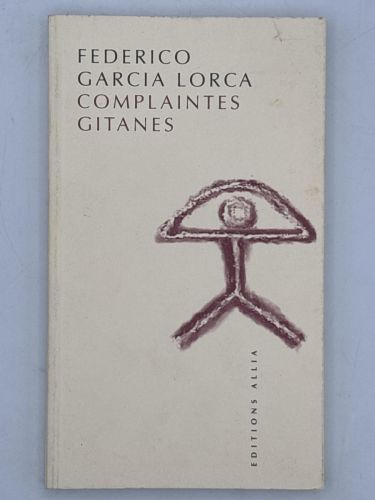 FEDERICO
GARCIA LORCA
COMPLAINTES
GITANES
EDITIONS ALLIA